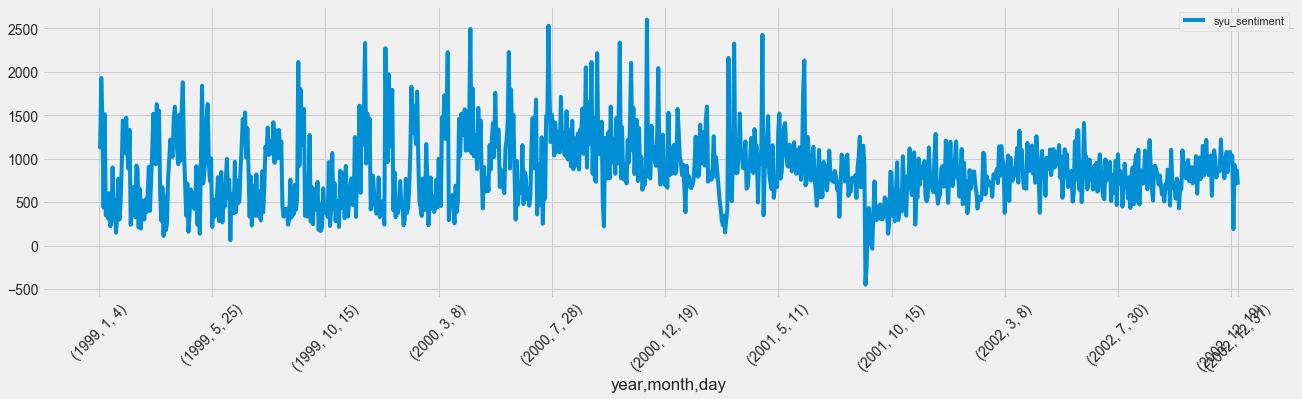 syu_sentiment
2500
2000
1500
1000
500
0
−500
(1999, 1, 4)
(1999, 5, 25)
(1999, 10, 15)
(2000, 3, 8)
(2000, 7, 28)
(2000, 12, 19)
(2001, 5, 11)
(2001, 10, 15)
(2002, 3, 8)
(2002, 7, 30)
(2002, 12, 31)
year,month,day